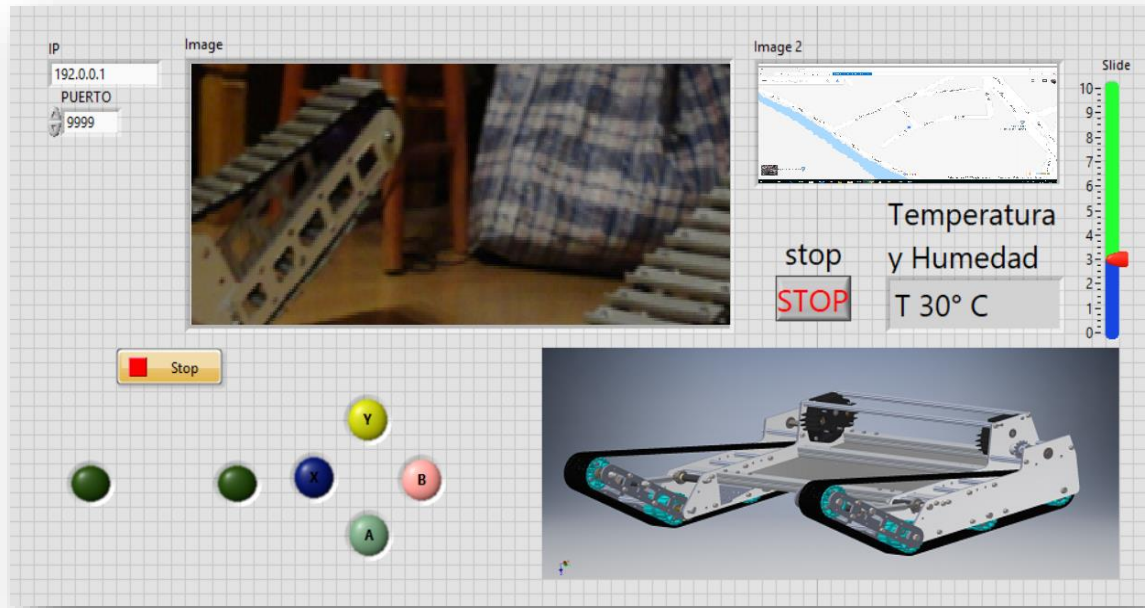 IP
192.0.0.1
PUERTO
9999
Image
Image 2
Slide
10
9
8
7
6
5
4
3
2
1
0
Temperatura
y Humedad
T 30° C
stop
STOP
Stop
Y
X
B
A